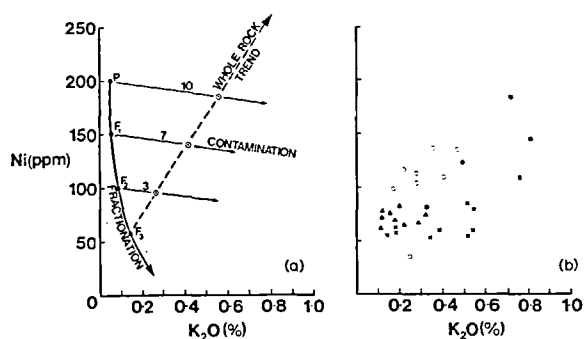 WHOLE ROCK
TREND
200
P
10
150
F₁
7
CONTAMINATION
Ni(ppm)
100
F₂
3
50
F₃
FRACTIONATION
(a)
(b)
0 0.2 0.4 0.6 0.8 1.0
0.2 0.4 0.6 0.8 1.0
K₂O(%)
K₂O(%)